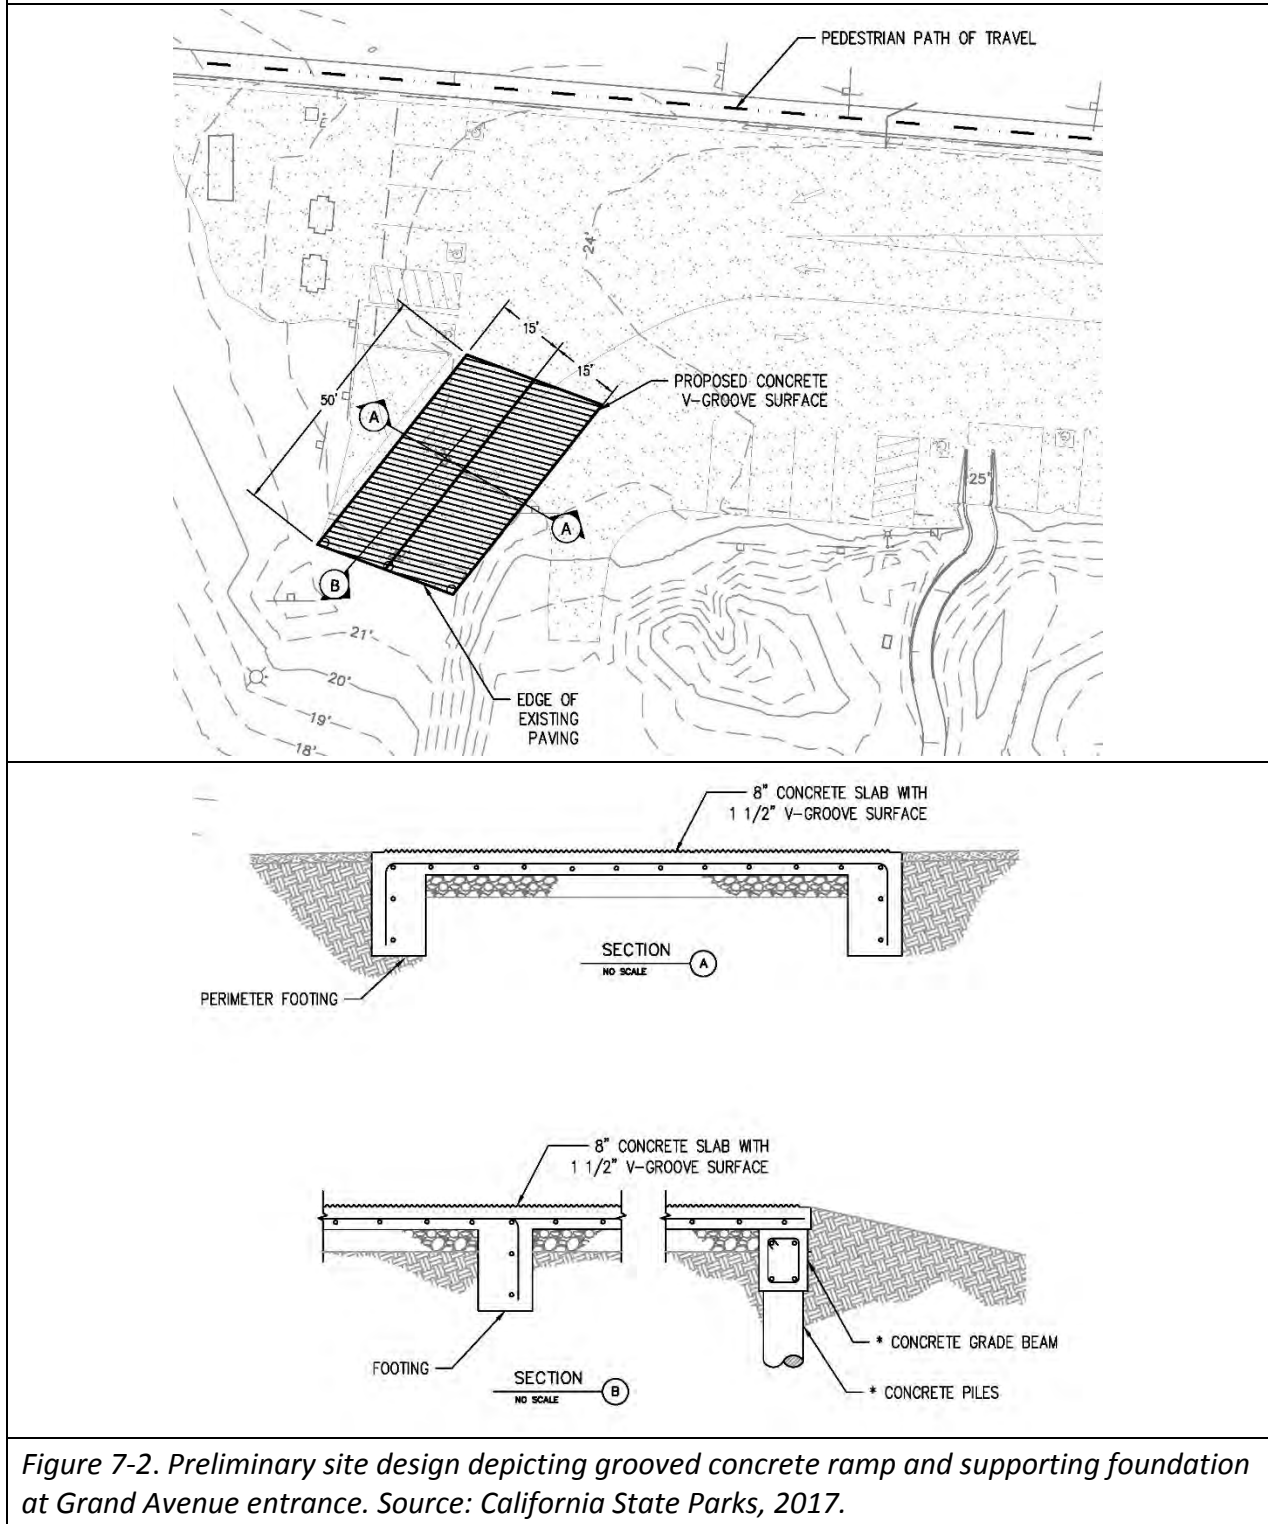 PEDESTRIAN PATH OF TRAVEL
24'
15'
15'
PROPOSED CONCRETE
V-GROOVE SURFACE
50'
A
25'
A
B
21'
20'
EDGE OF
EXISTING
PAVING
19'
18'
8" CONCRETE SLAB WITH
1 1/2" V-GROOVE SURFACE
SECTION
NO SCALE
A
PERIMETER FOOTING
8" CONCRETE SLAB WITH
1 1/2" V-GROOVE SURFACE
* CONCRETE GRADE BEAM
FOOTING
SECTION
NO SCALE
B
* CONCRETE PILES
Figure 7-2. Preliminary site design depicting grooved concrete ramp and supporting foundation
at Grand Avenue entrance. Source: California State Parks, 2017.